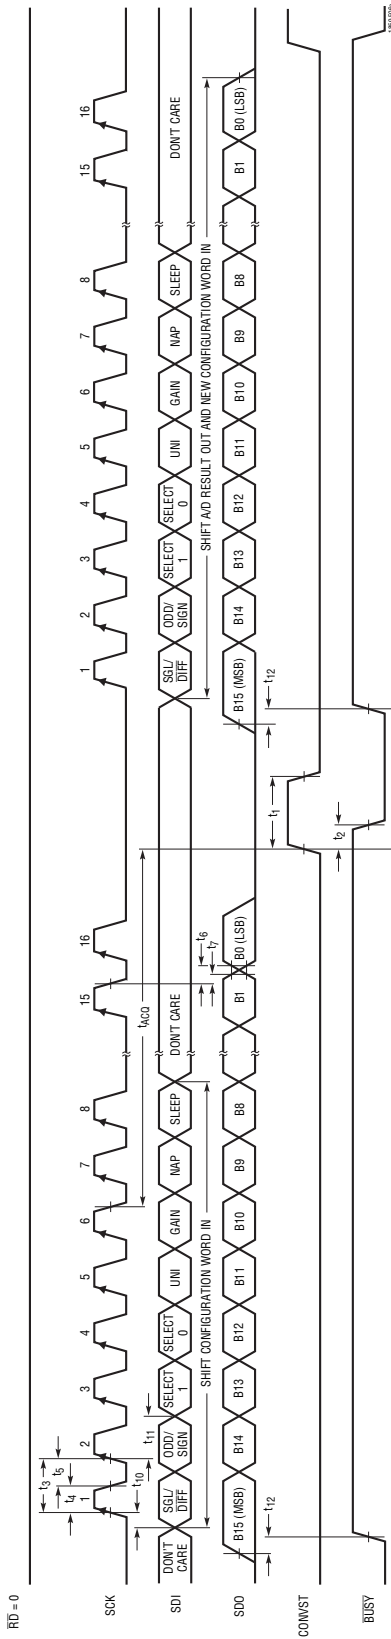 RD = 0
SCK
1
2
3
4
5
6
7
8
15
16
1
2
3
4
5
6
7
8
15
16
t3
t4
t5
t10
t11
tACQ
SDI
DON'T CARE
SGL/DIFF
ODD/SIGN
SELECT 1
SELECT 0
UNI
GAIN
NAP
SLEEP
DON'T CARE
SGL/DIFF
ODD/SIGN
SELECT 1
SELECT 0
UNI
GAIN
NAP
SLEEP
DON'T CARE
SHIFT CONFIGURATION WORD IN
SHIFT A/D RESULT OUT AND NEW CONFIGURATION WORD IN
t6
t7
SDO
B15 (MSB)
B14
B13
B12
B11
B10
B9
B8
B1
B0 (LSB)
B15 (MSB)
B14
B13
B12
B11
B10
B9
B8
B1
B0 (LSB)
t12
t12
CONVST
t1
BUSY
t2